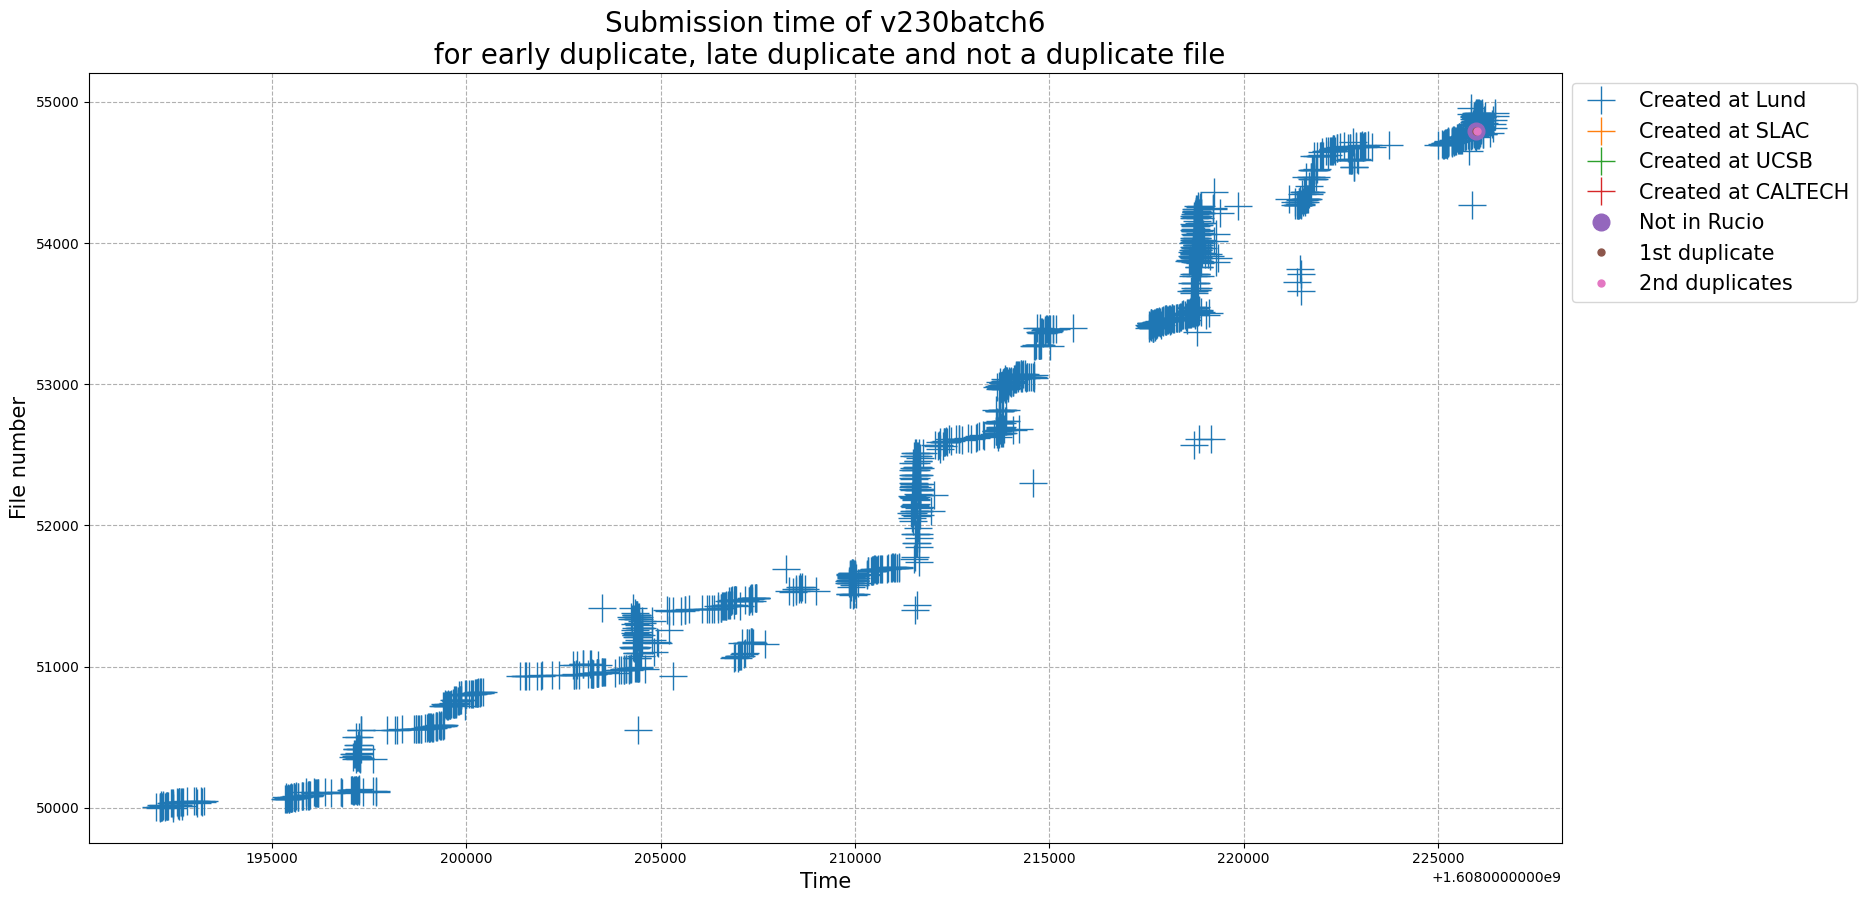 Submission time of v230batch6
for early duplicate, late duplicate and not a duplicate file
55000
54000
53000
52000
51000
50000
File number
195000
200000
205000
210000
215000
220000
225000
Time
+1.6080000000e9
Created at Lund
Created at SLAC
Created at UCSB
Created at CALTECH
Not in Rucio
1st duplicate
2nd duplicates